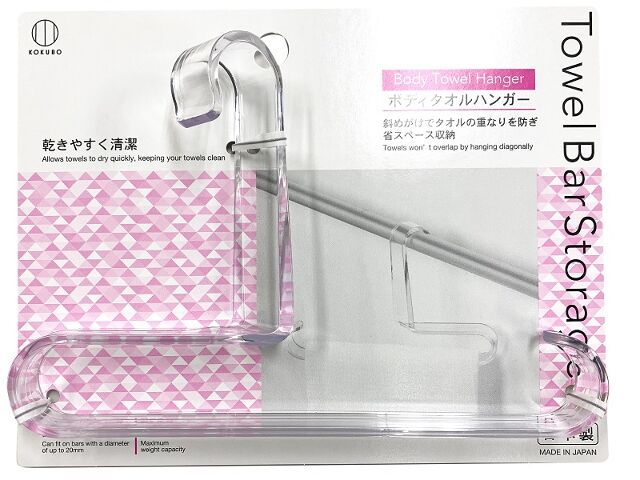 KOKUBO
乾きやすく清潔
Allows towels to dry quickly, keeping your towels clean
Body Towel Hanger
ボディタオルハンガー
斜めがけでタオルの重なりを防ぎ
省スペース収納
Towels won't overlap by hanging diagonally
Towel Bar Storage
Can fit on bars with a diameter
of up to 20mm
Maximum
weight capacity
製
MADE IN JAPAN